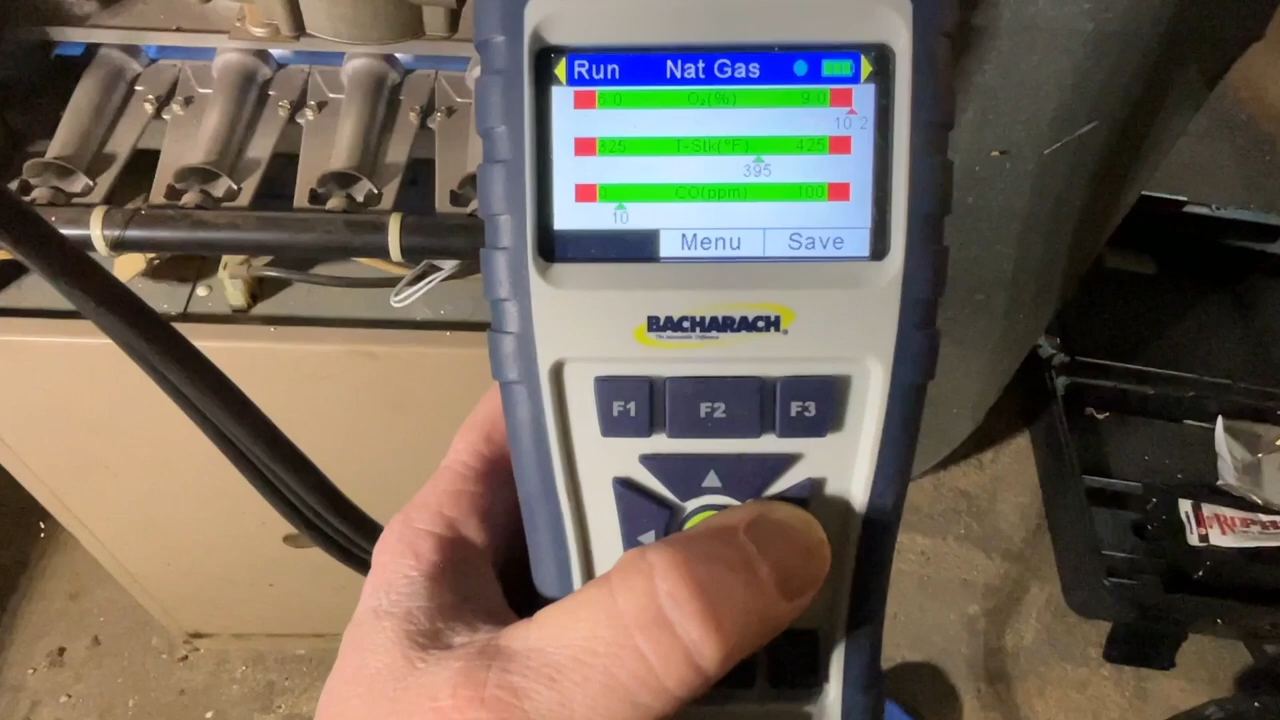 Run Nat Gas
6.0 O₂(%) 9.0
10.2
325 T-Stk(°F) 425
395
0 CO(ppm) 100
10
Menu Save
BACHARACH®
F1 F2 F3